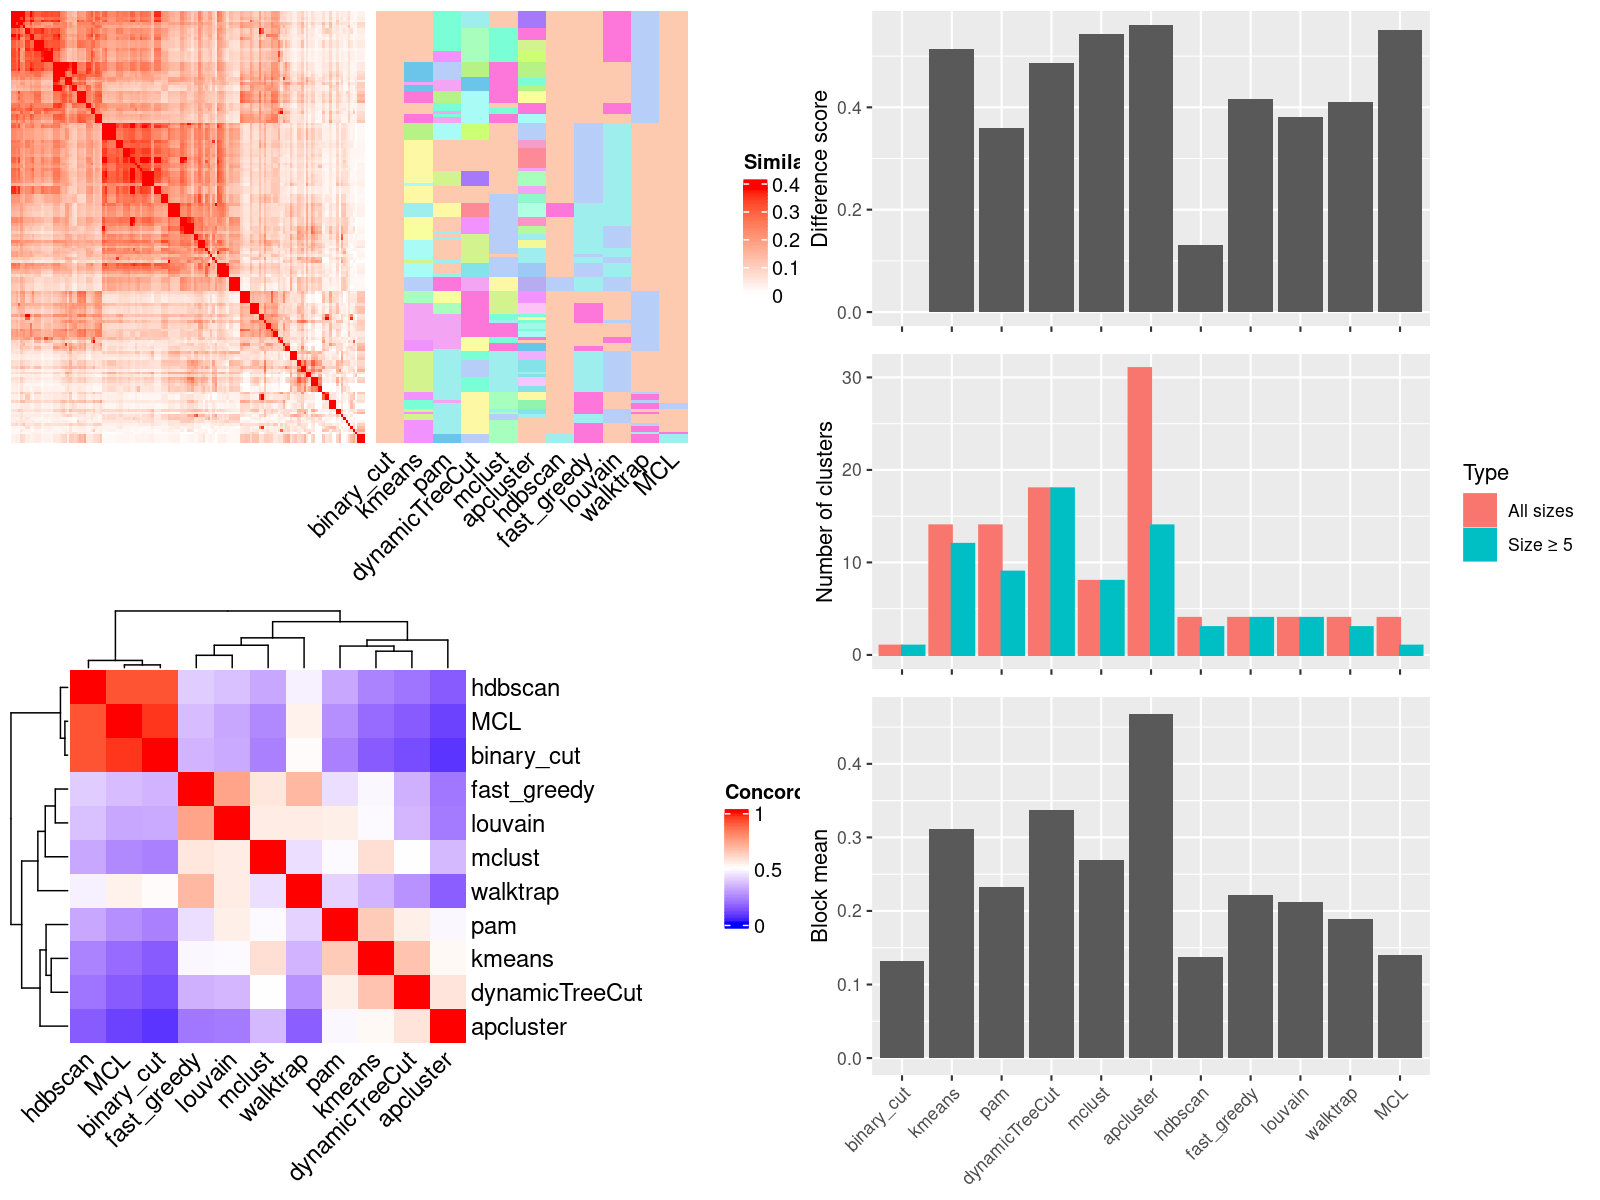 Simila
0.4
0.3
0.2
0.1
0
binary_cut
kmeans
pam
dynamicTreeCut
mclust
apcluster
hdbscan
fast_greedy
louvain
walktrap
MCL
hdbscan
MCL
binary_cut
fast_greedy
louvain
mclust
walktrap
pam
kmeans
dynamicTreeCut
apcluster
hdbscan
MCL
binary_cut
fast_greedy
louvain
mclust
walktrap
pam
kmeans
dynamicTreeCut
apcluster
Concord
1
0.5
0
Difference score
0.4
0.2
0.0
Number of clusters
30
20
10
0
Type
All sizes
Size ≥ 5
Block mean
0.4
0.3
0.2
0.1
0.0
binary_cut
kmeans
pam
dynamicTreeCut
mclust
apcluster
hdbscan
fast_greedy
louvain
walktrap
MCL